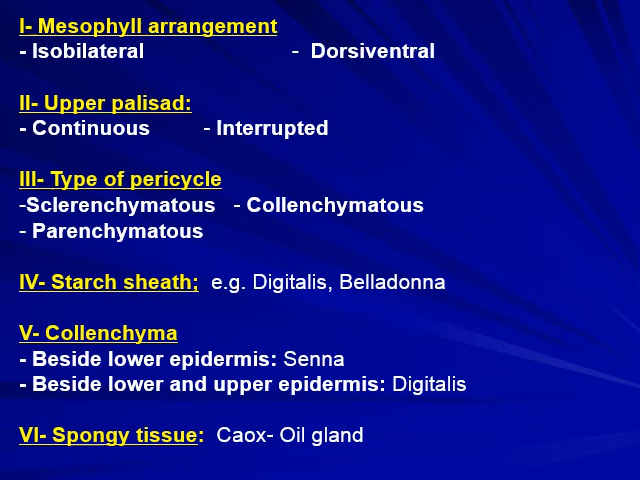 I- Mesophyll arrangement
- Isobilateral - Dorsiventral
II- Upper palisad:
- Continuous - Interrupted
III- Type of pericycle
-Sclerenchymatous - Collenchymatous
- Parenchymatous
IV- Starch sheath; e.g. Digitalis, Belladonna
V- Collenchyma
- Beside lower epidermis: Senna
- Beside lower and upper epidermis: Digitalis
VI- Spongy tissue: Caox- Oil gland